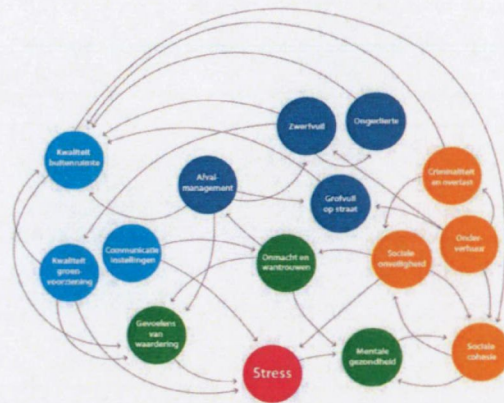 Zwerfvuil
Ongedierte
Kwaliteit
buitenruimte
Afval-
management
Criminaliteit
en overlast
Grofvuil
op straat
Onder-
verhuur
Communicatie
instellingen
Onmacht en
wantrouwen
Sociale
onveiligheid
Kwaliteit
groen-
voorziening
Gevoelens
van
waardering
Stress
Mentale
gezondheid
Sociale
cohesie